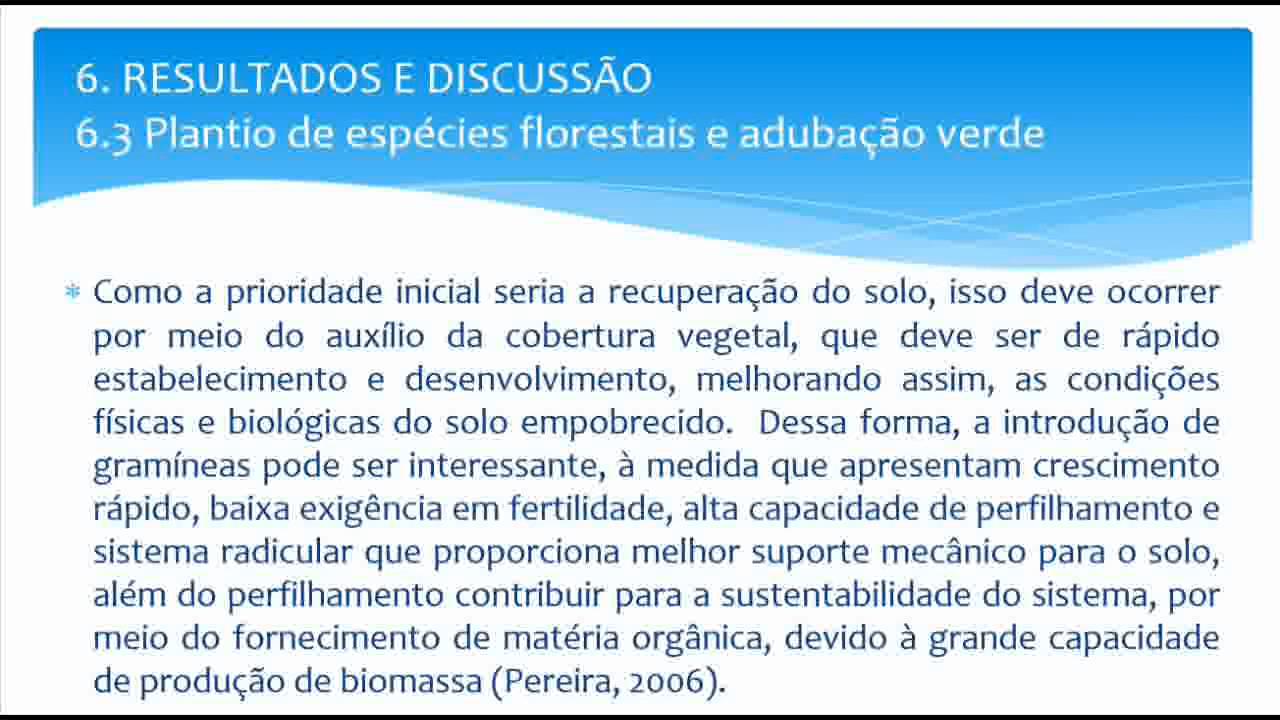 6. RESULTADOS E DISCUSSÃO
6.3 Plantio de espécies florestais e adubação verde
Como a prioridade inicial seria a recuperação do solo, isso deve ocorrer
por meio do auxílio da cobertura vegetal, que deve ser de rápido
estabelecimento e desenvolvimento, melhorando assim, as condições
físicas e biológicas do solo empobrecido. Dessa forma, a introdução de
gramíneas pode ser interessante, à medida que apresentam crescimento
rápido, baixa exigência em fertilidade, alta capacidade de perfilhamento e
sistema radicular que proporciona melhor suporte mecânico para o solo,
além do perfilhamento contribuir para a sustentabilidade do sistema, por
meio do fornecimento de matéria orgânica, devido à grande capacidade
de produção de biomassa (Pereira, 2006).